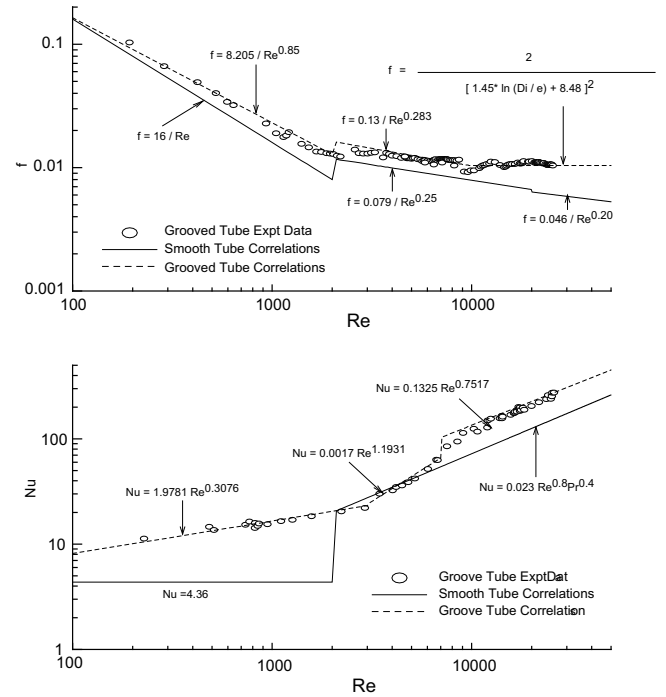 0.1
f = 8.205 / Re^0.85
f = 2
[ 1.45* ln (Di / e) + 8.48 ]^2
f = 0.13 / Re^0.283
f = 16 / Re
f
0.01
f = 0.079 / Re^0.25
f = 0.046 / Re^0.20
Grooved Tube Expt Data
Smooth Tube Correlations
Grooved Tube Correlations
0.001
100 1000 10000
Re
Nu = 0.1325 Re^0.7517
100
Nu = 0.0017 Re^1.1931
Nu
Nu = 1.9781 Re^0.3076
Nu = 0.023 Re^0.8Pr^0.4
10
Nu =4.36
Groove Tube ExptDat
Smooth Tube Correlations
Groove Tube Correlation
1
100 1000 10000
Re